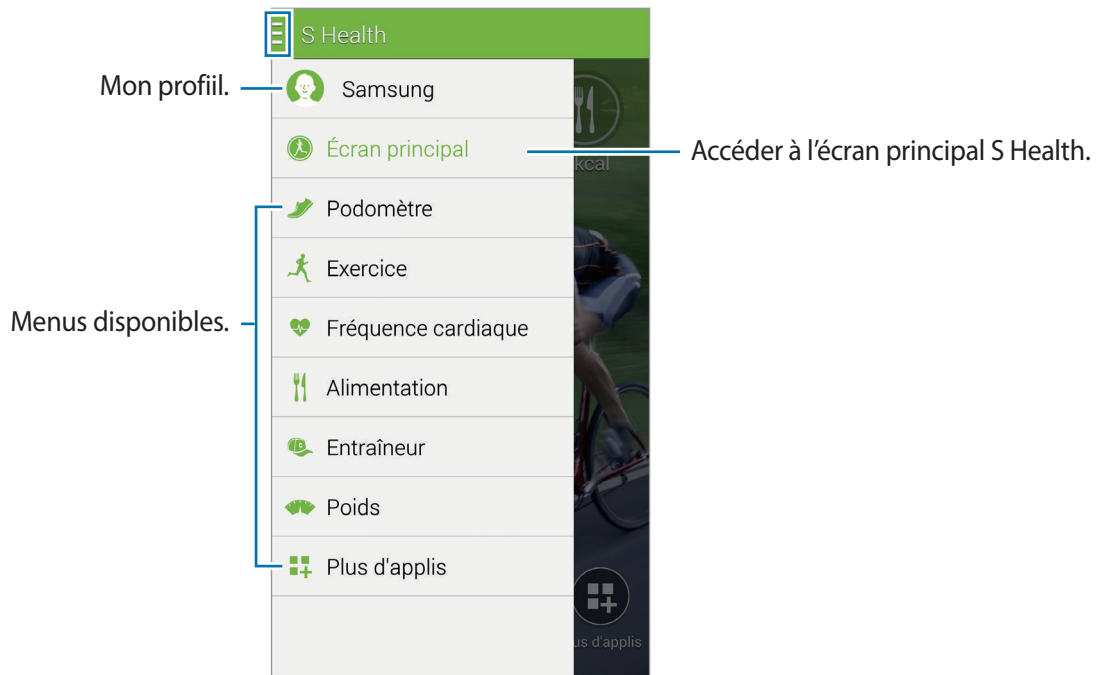 S Health
Mon profiil.
Samsung
Écran principal
Accéder à l'écran principal S Health.
kcal
Podomètre
Exercice
Menus disponibles.
Fréquence cardiaque
Alimentation
Entraîneur
Poids
Plus d'applis
us d'applis